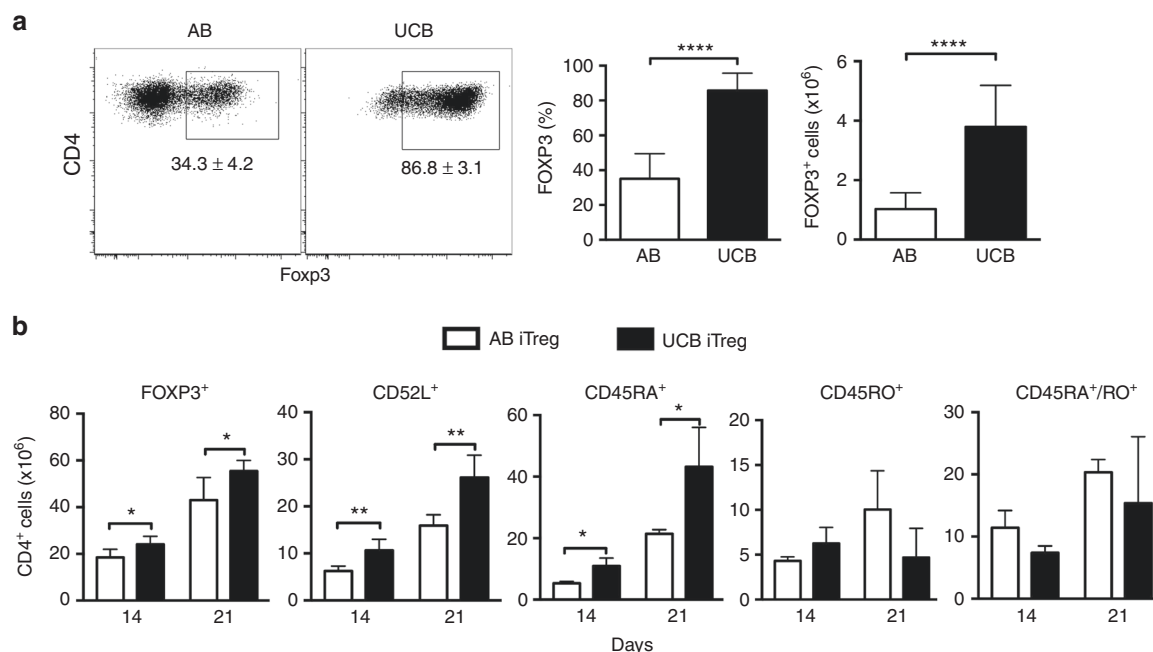 a
AB
UCB
CD4
34.3 ± 4.2
86.8 ± 3.1
Foxp3
FOXP3 (%)
100
80
60
40
20
0
****
AB
UCB
FOXP3⁺ cells (x10⁶)
6
4
2
0
****
AB
UCB
b
AB iTreg
UCB iTreg
CD4⁺ cells (x10⁶)
FOXP3⁺
80
60
40
20
0
*
*
14
21
CD52L⁺
40
30
20
10
0
**
**
14
21
CD45RA⁺
60
40
20
0
*
*
14
21
CD45RO⁺
20
15
10
5
0
14
21
CD45RA⁺/RO⁺
30
20
10
0
14
21
Days